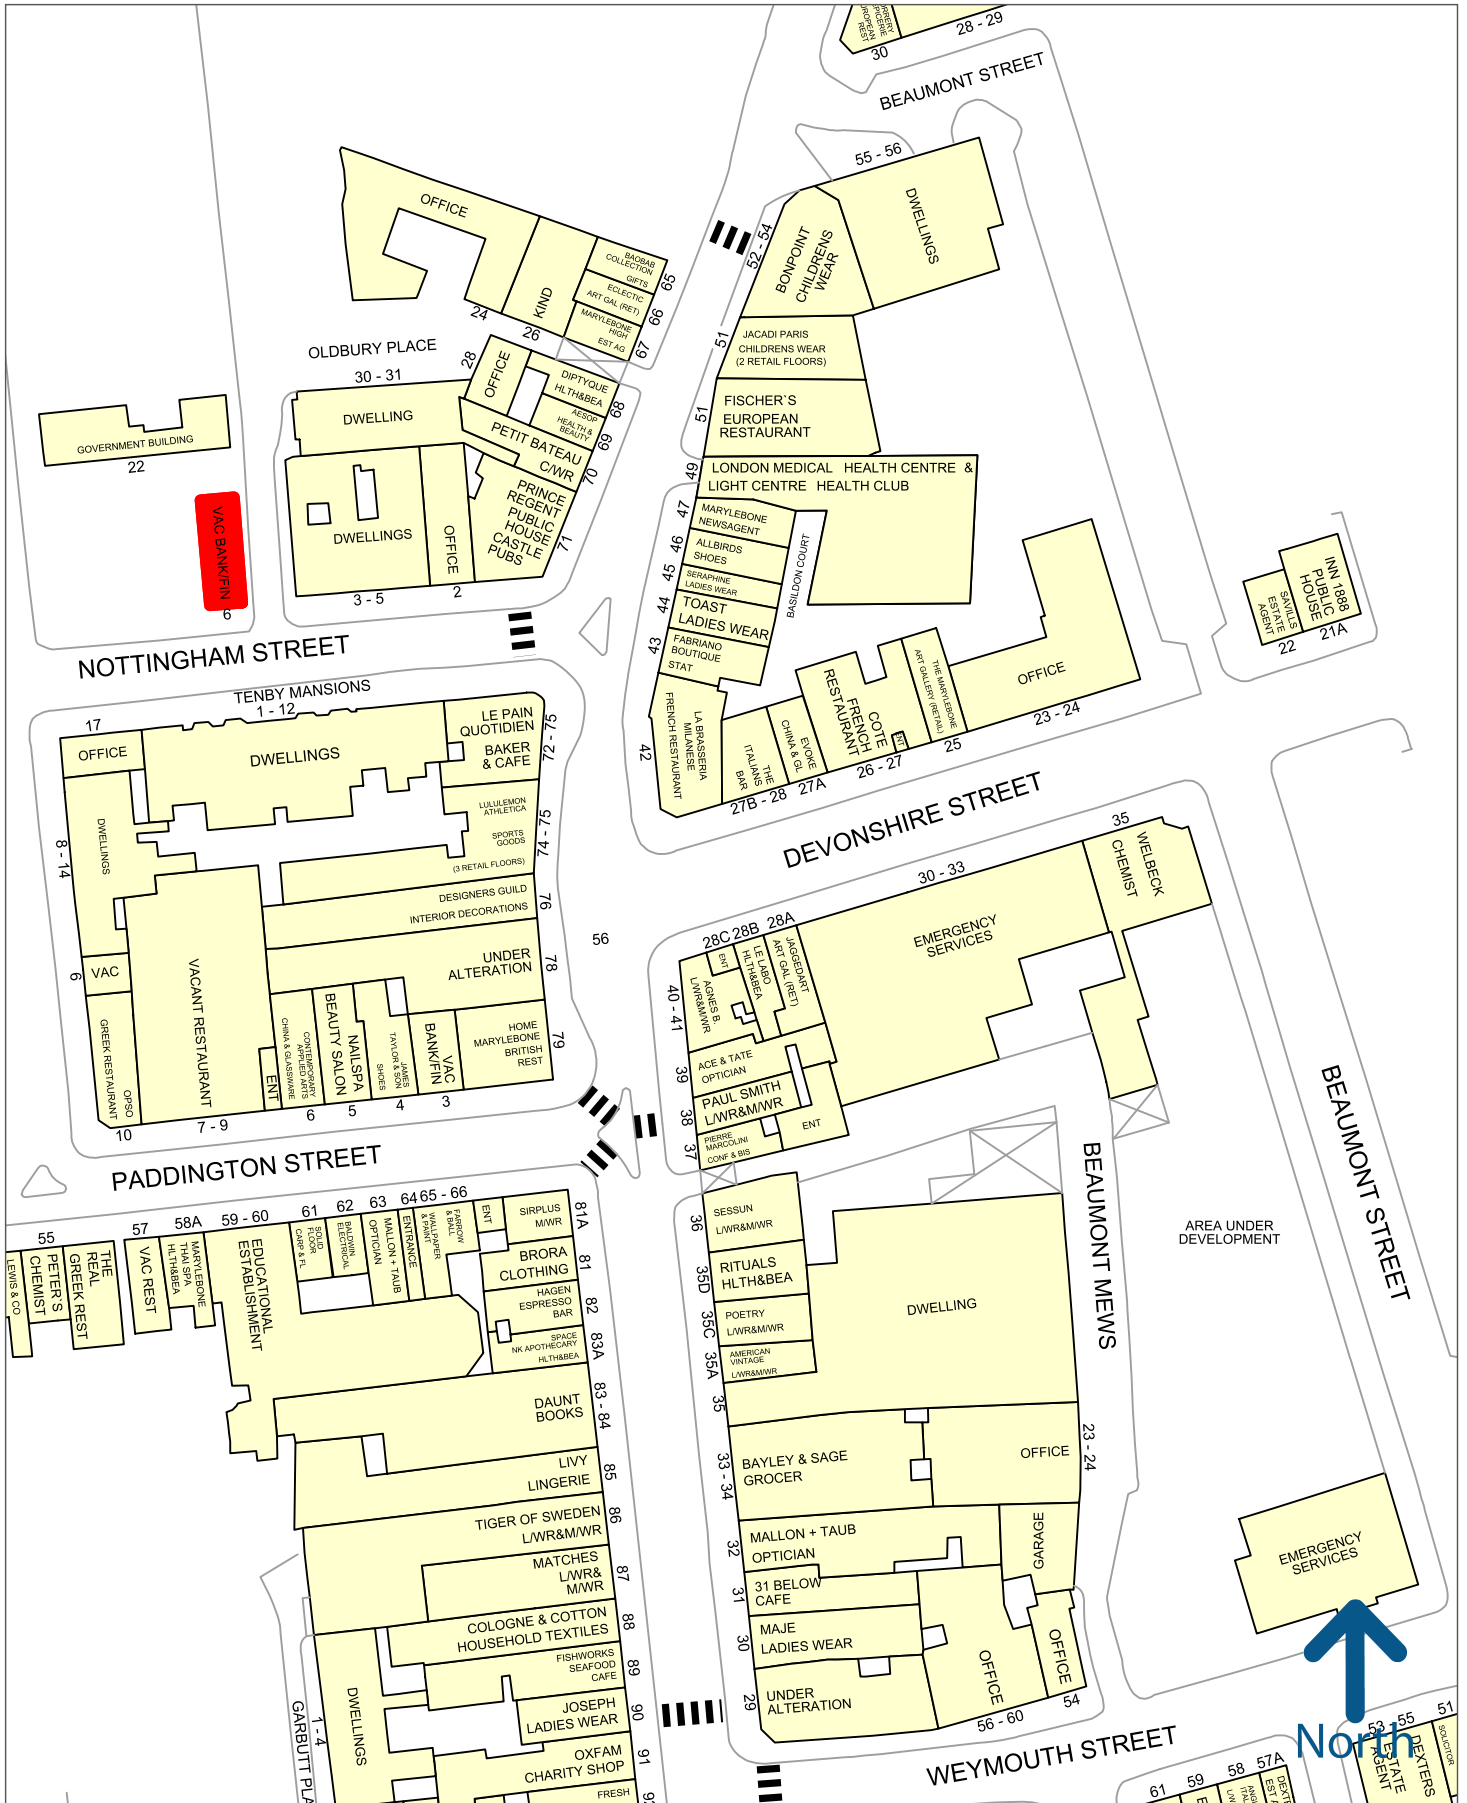 EUROPEAN
REST
30
28 - 29
BEAUMONT STREET
55 - 56
DWELLINGS
52 - 54
BONPOINT
CHILDRENS
WEAR
OFFICE
24
KIND
26
BAOBAB
COLLECTION
GIFTS
65
ECLECTIC
ART GAL (RET)
66
MARYLEBONE
HIGH
EST AG
67
51
JACADI PARIS
CHILDRENS WEAR
(2 RETAIL FLOORS)
OLDBURY PLACE
30 - 31
DWELLING
28
OFFICE
DIPTYQUE
HLTH&BEA
68
AESOP
HEALTH &
BEAUTY
69
PETIT BATEAU
C/WR
70
PRINCE
REGENT
PUBLIC
HOUSE
CASTLE
PUBS
71
51
FISCHER`S
EUROPEAN
RESTAURANT
GOVERNMENT BUILDING
22
VAC BANK/FIN
6
DWELLINGS
3 - 5
OFFICE
2
49
LONDON MEDICAL HEALTH CENTRE &
LIGHT CENTRE HEALTH CLUB
47
MARYLEBONE
NEWSAGENT
46
ALLBIRDS
SHOES
45
SERAPHINE
LADIES WEAR
44
TOAST
LADIES WEAR
43
FABRIANO
BOUTIQUE
STAT
BASILDON COURT
INN 1888
PUBLIC
HOUSE
21A
SAVILLS
ESTATE
AGENT
22
NOTTINGHAM STREET
TENBY MANSIONS
1 - 12
17
OFFICE
DWELLINGS
LE PAIN
QUOTIDIEN
BAKER
& CAFE
72 - 75
42
LA BRASSERIA
MILANESE
FRENCH RESTAURANT
THE
ITALIANS
BAR
27B - 28
EVOKE
CHINA & GL
27A
COTE
FRENCH
RESTAURANT
ENT
26 - 27
THE MARYLEBONE
ART GALLERY (RETAIL)
25
OFFICE
23 - 24
DEVONSHIRE STREET
8 - 14
DWELLINGS
LULULEMON
ATHLETICA
SPORTS
GOODS
(3 RETAIL FLOORS)
74 - 75
DESIGNERS GUILD
INTERIOR DECORATIONS
76
UNDER
ALTERATION
78
56
30 - 33
35
WELBECK
CHEMIST
EMERGENCY
SERVICES
28C
28B
28A
ENT
AGNES B.
L/WR&M/WR
LE LABO
HLTH&BEA
JAGGEDART
ART GAL (RET)
40 - 41
VAC
6
GREEK RESTAURANT
OPSO
10
VACANT RESTAURANT
7 - 9
ENT
CONTEMPORARY
APPLIED ARTS
CHINA & GLASSWARE
6
NAILSPA
BEAUTY SALON
5
JAMES
TAYLOR & SON
SHOES
4
VAC
BANK/FIN
3
HOME
MARYLEBONE
BRITISH
REST
79
39
ACE & TATE
OPTICIAN
38
PAUL SMITH
L/WR&M/WR
37
PIERRE
MARCOLINI
CONF & BIS
ENT
PADDINGTON STREET
BEAUMONT MEWS
BEAUMONT STREET
AREA UNDER
DEVELOPMENT
55
LEWIS & CO
PETER'S
CHEMIST
THE
REAL
GREEK REST
57
VAC REST
58A
MARYLEBONE
THAI SPA
HLTH&BEA
59 - 60
EDUCATIONAL
ESTABLISHMENT
61
SOLID
FLOOR
CARP & FL
62
BALDWIN
ELECTRICAL
63
MALLON + TAUB
OPTICIAN
64
ENTRANCE
65 - 66
FARROW
& BALL
WALLPAPER
& PAINT
ENT
SIRPLUS
M/WR
81A
BRORA
CLOTHING
81
HAGEN
ESPRESSO
BAR
82
SPACE
NK APOTHECARY
HLTH&BEA
83A
DAUNT
BOOKS
83 - 84
LIVY
LINGERIE
85
TIGER OF SWEDEN
L/WR&M/WR
86
MATCHES
L/WR&
M/WR
87
COLOGNE & COTTON
HOUSEHOLD TEXTILES
88
FISHWORKS
SEAFOOD
CAFE
89
JOSEPH
LADIES WEAR
90
OXFAM
CHARITY SHOP
91
FRESH
DWELLINGS
1 - 4
GARBUTT PLA
36
SESSUN
L/WR&M/WR
35D
RITUALS
HLTH&BEA
35C
POETRY
L/WR&M/WR
35A
AMERICAN
VINTAGE
L/WR&M/WR
35
DWELLING
33 - 34
BAYLEY & SAGE
GROCER
OFFICE
23 - 24
32
MALLON + TAUB
OPTICIAN
GARAGE
31
31 BELOW
CAFE
30
MAJE
LADIES WEAR
29
UNDER
ALTERATION
OFFICE
56 - 60
OFFICE
54
EMERGENCY
SERVICES
WEYMOUTH STREET
North
61
59
58
57A
53 - 55
ESTATE
AGENT
DEXTERS
51
SOLICITOR